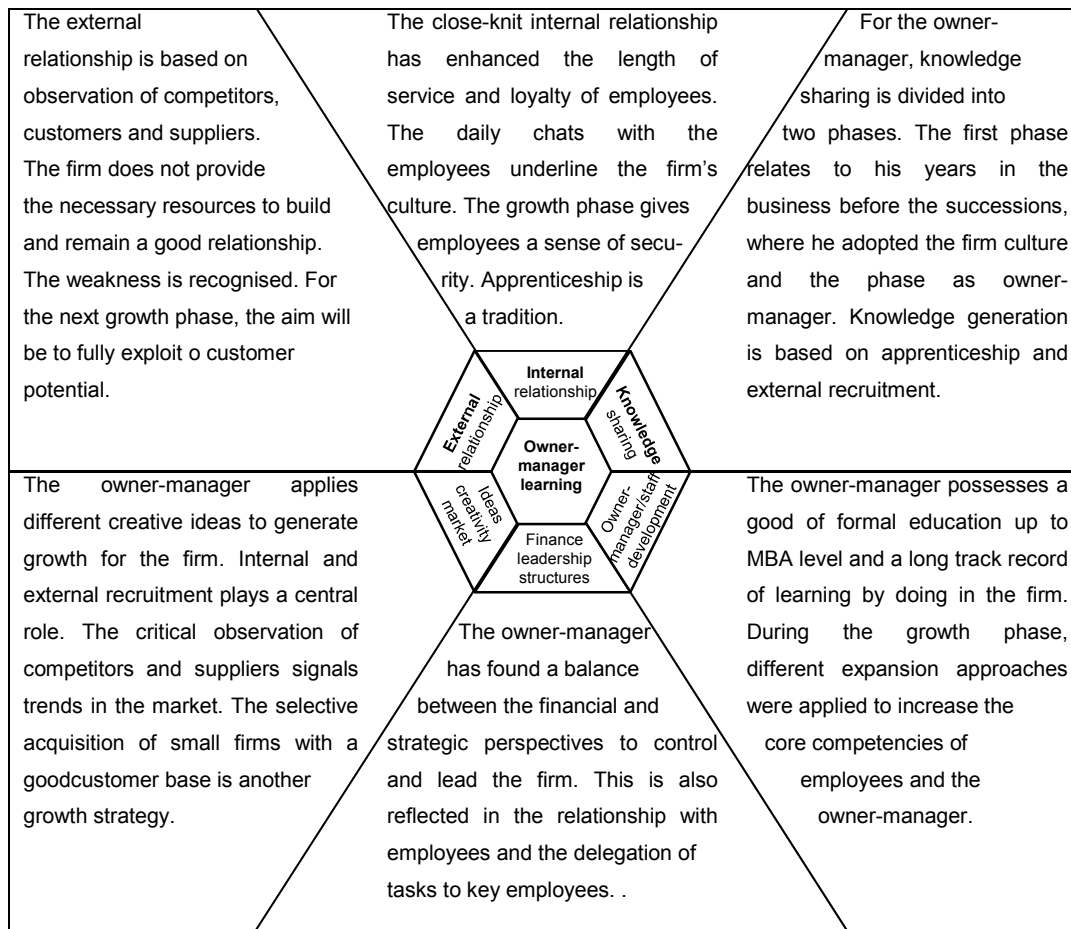 The external
relationship is based on
observation of competitors,
customers and suppliers.
The firm does not provide
the necessary resources to build
and remain a good relationship.
The weakness is recognised. For
the next growth phase, the aim will
be to fully exploit o customer
potential.
The close-knit internal relationship
has enhanced the length of
service and loyalty of employees.
The daily chats with the
employees underline the firm’s
culture. The growth phase gives
employees a sense of secu-
rity. Apprenticeship is
a tradition.
For the owner-
manager, knowledge
sharing is divided into
two phases. The first phase
relates to his years in the
business before the successions,
where he adopted the firm culture
and the phase as owner-
manager. Knowledge generation
is based on apprenticeship and
external recruitment.
External
relationship
Internal
relationship
Knowledge
sharing
Owner-
manager
learning
Ideas
creativity
market
Finance
leadership
structures
Owner-
manager/staff
development
The owner-manager applies
different creative ideas to generate
growth for the firm. Internal and
external recruitment plays a central
role. The critical observation of
competitors and suppliers signals
trends in the market. The selective
acquisition of small firms with a
goodcustomer base is another
growth strategy.
The owner-manager
has found a balance
between the financial and
strategic perspectives to control
and lead the firm. This is also
reflected in the relationship with
employees and the delegation of
tasks to key employees. .
The owner-manager possesses a
good of formal education up to
MBA level and a long track record
of learning by doing in the firm.
During the growth phase,
different expansion approaches
were applied to increase the
core competencies of
employees and the
owner-manager.